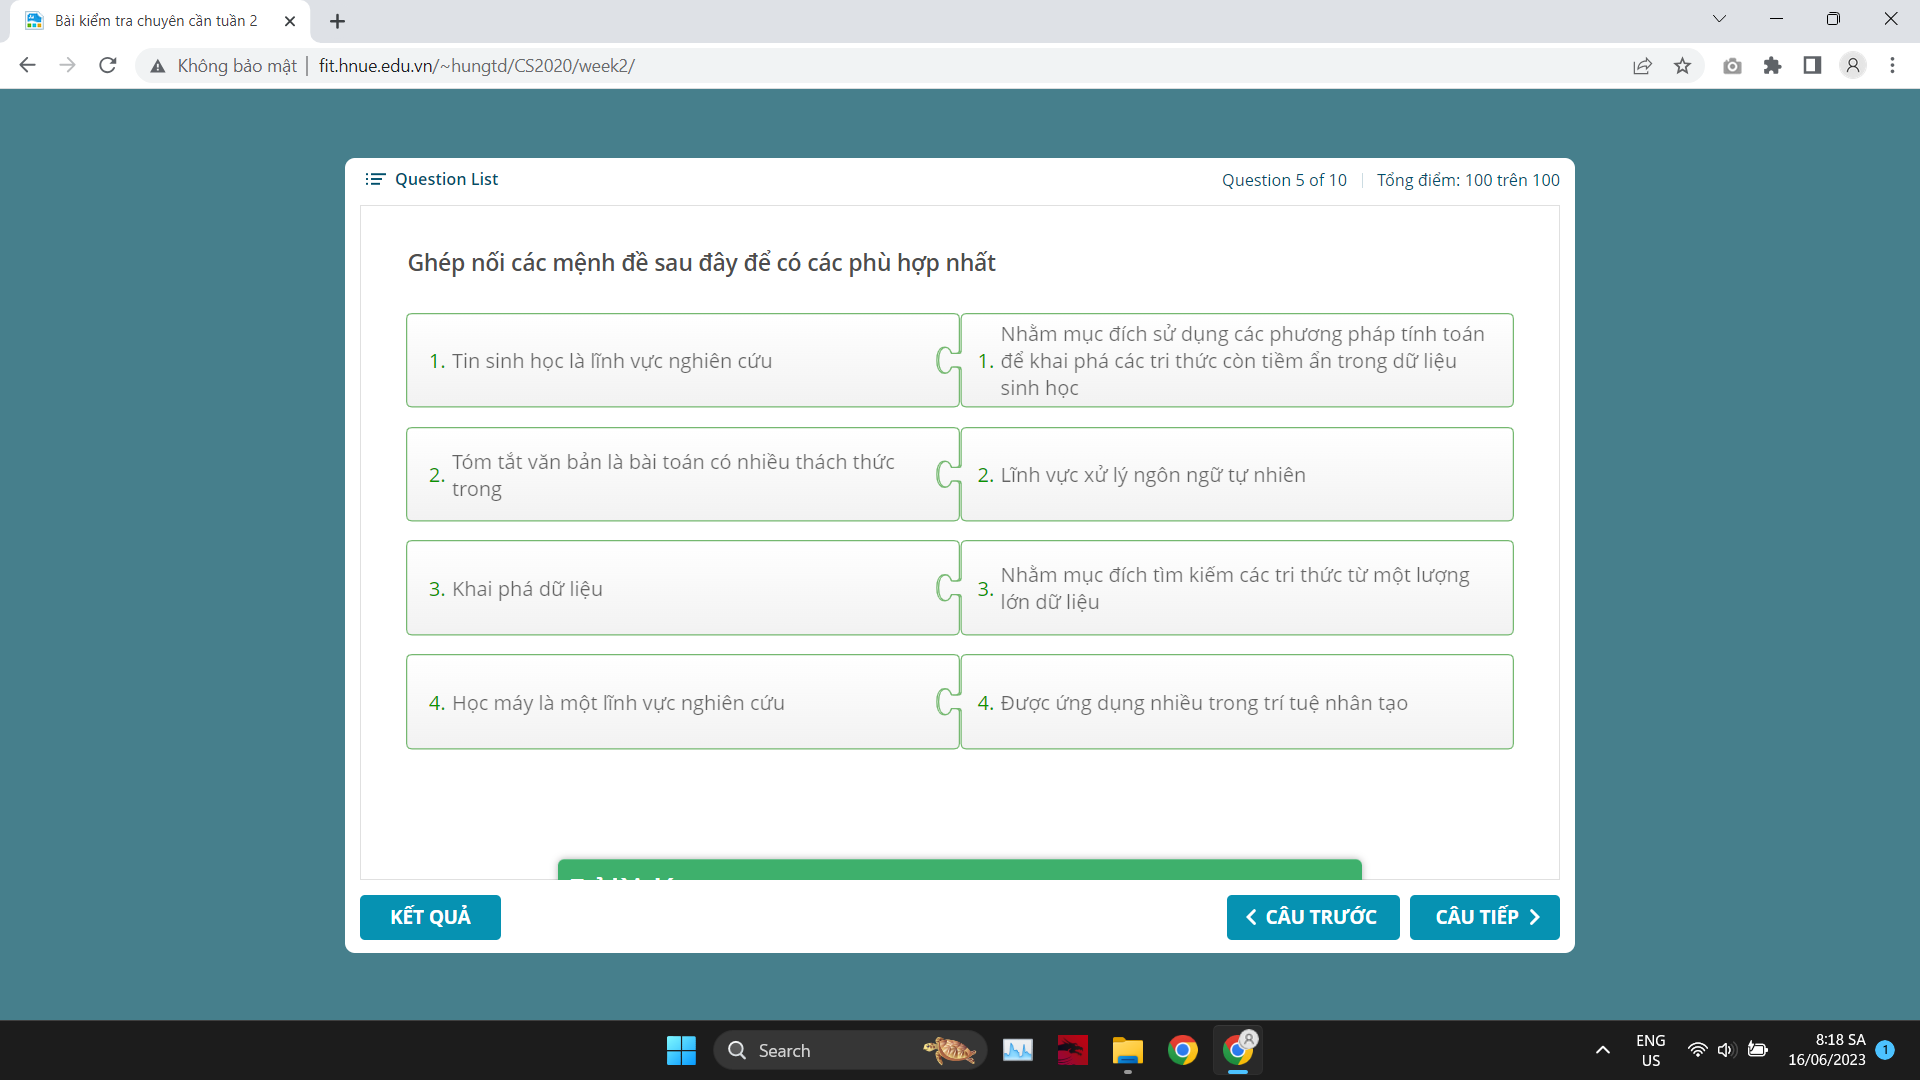 Bài kiểm tra chuyên cần tuần 2
Không bảo mật
fit.hnue.edu.vn/~hungtd/CS2020/week2/
Question List
Question 5 of 10
Tổng điểm: 100 trên 100
Ghép nối các mệnh đề sau đây để có các phù hợp nhất
1. Tin sinh học là lĩnh vực nghiên cứu
Nhằm mục đích sử dụng các phương pháp tính toán
1. để khai phá các tri thức còn tiềm ẩn trong dữ liệu
sinh học
2. Tóm tắt văn bản là bài toán có nhiều thách thức
trong
2. Lĩnh vực xử lý ngôn ngữ tự nhiên
3. Khai phá dữ liệu
3. Nhằm mục đích tìm kiếm các tri thức từ một lượng
lớn dữ liệu
4. Học máy là một lĩnh vực nghiên cứu
4. Được ứng dụng nhiều trong trí tuệ nhân tạo
KẾT QUẢ
CÂU TRƯỚC
CÂU TIẾP
Search
ENG
US
8:18 SA
16/06/2023
1